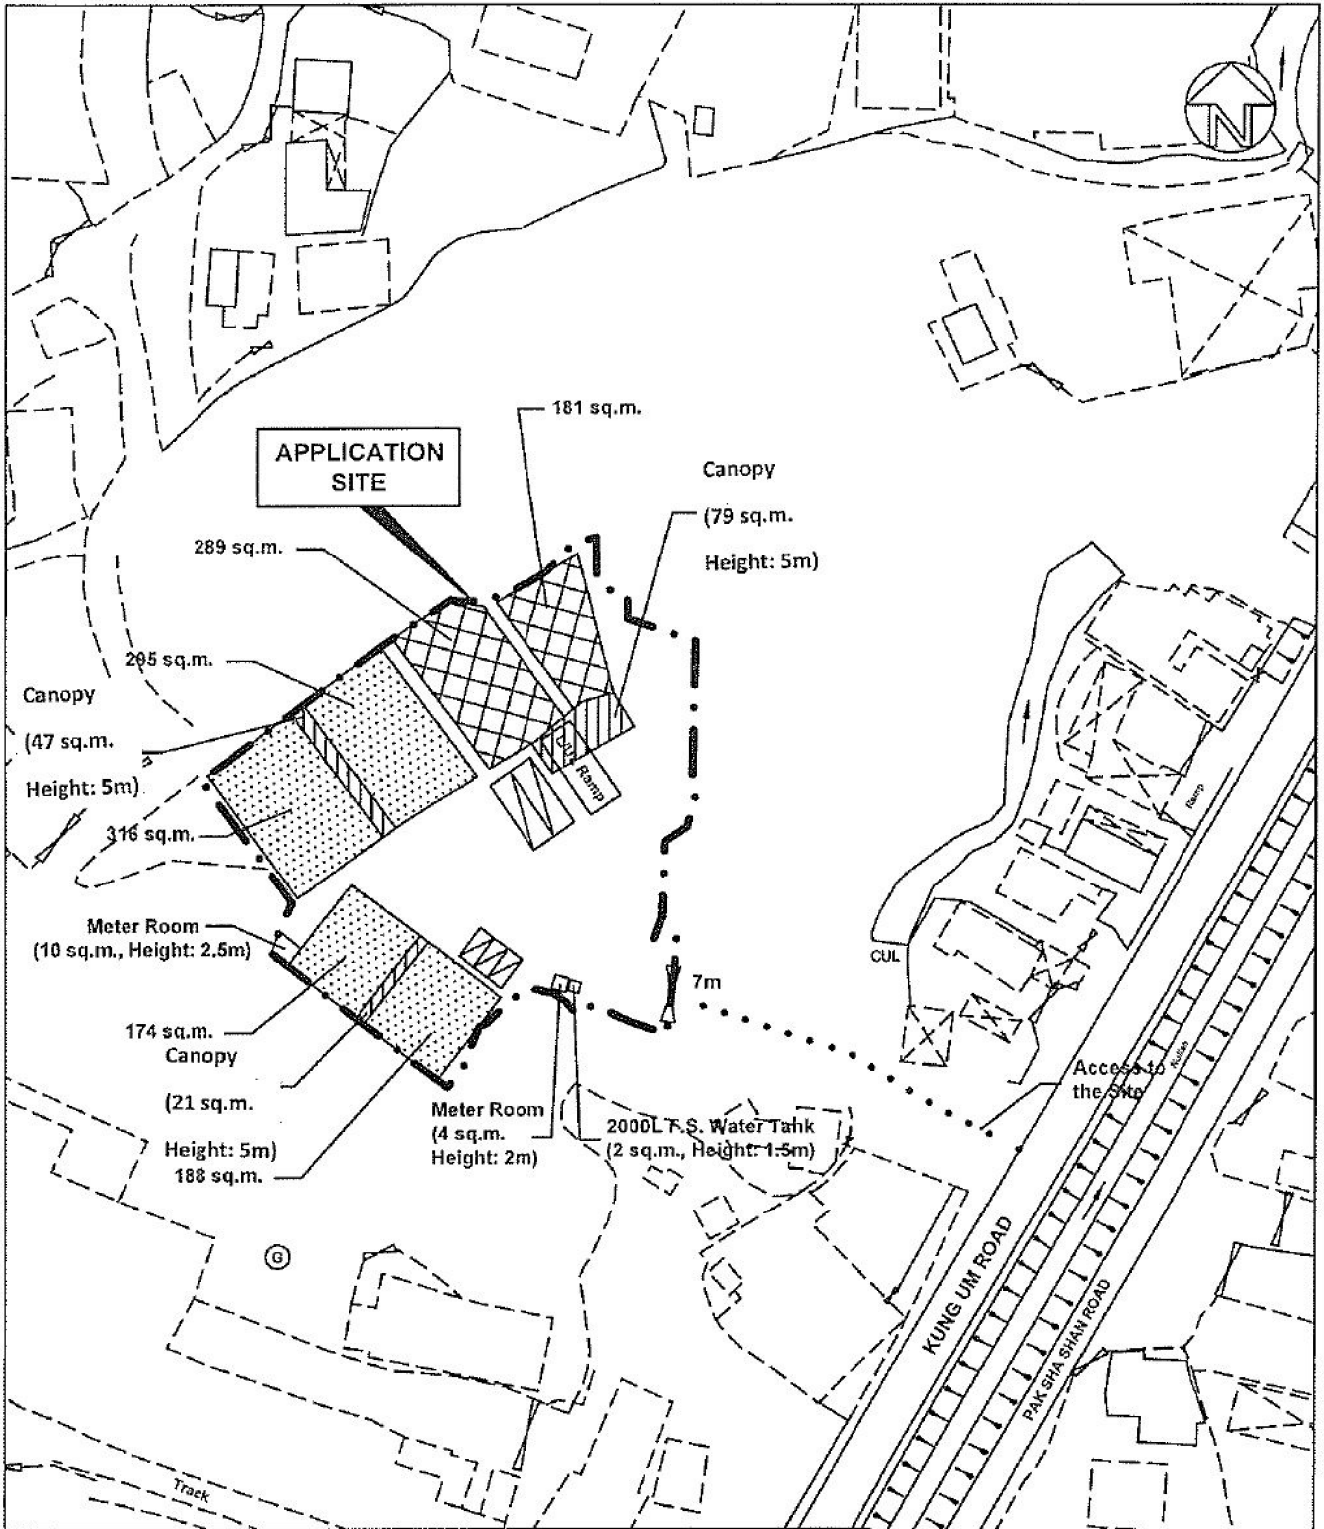 N
181 sq.m.
APPLICATION
SITE
Canopy
(79 sq.m.
Height: 5m)
289 sq.m.
295 sq.m.
Canopy
(47 sq.m.
Height: 5m)
316 sq.m.
Ramp
Ramp
Meter Room
(10 sq.m., Height: 2.5m)
CUL
7m
174 sq.m.
Canopy
(21 sq.m.
Height: 5m)
188 sq.m.
Meter Room
(4 sq.m.
Height: 2m)
2000L F.S. Water Tank
(2 sq.m., Height: 1.5m)
Access to
the Site
Nullah
G
KUNG UM ROAD
PAK SHA SHAN ROAD
Track